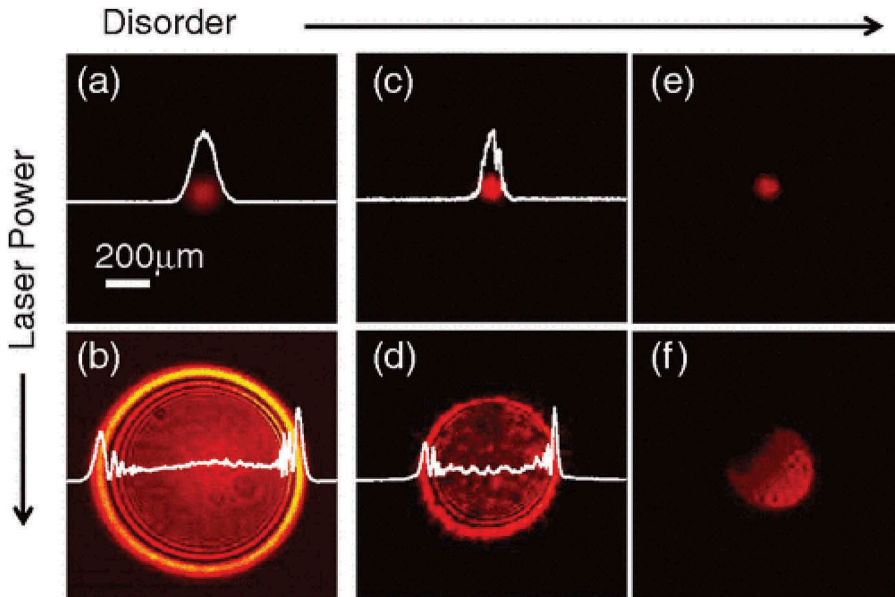 Disorder
(a)
(c)
(e)
200μm
Laser Power
(b)
(d)
(f)